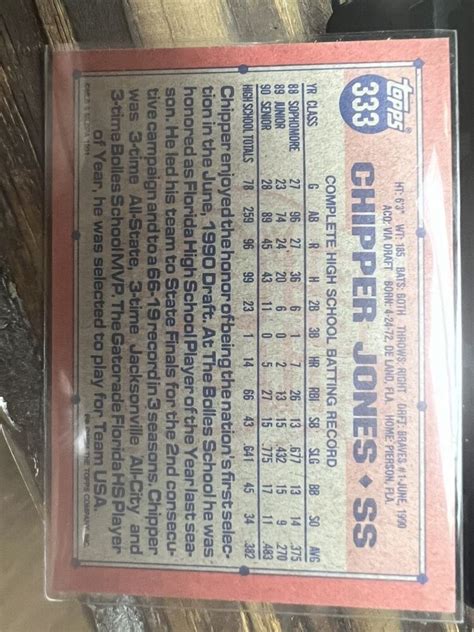 topps
333
CHIPPER JONES ♦ SS
HT: 6'3" WT: 185 BATS: BOTH THROWS: RIGHT DRFT: BRAVES #1-JUNE, 1990
ACQ: VIA DRAFT BORN: 4-24-72, DE LAND, FLA HOME: PIERSON, FLA
COMPLETE HIGH SCHOOL BATTING RECORD
YR CLASS G AB R H 2B 3B HR RBI SB SLG BB SO AVG
88 SOPHOMORE 27 96 27 36 6 1 7 26 13 .677 13 14 .375
89 JUNIOR 23 74 24 20 6 0 2 13 15 .432 15 9 .270
90 SENIOR 28 89 45 43 11 0 5 27 15 .775 17 11 .483
HIGH SCHOOL TOTALS 78 259 96 99 23 1 14 66 43 .641 45 34 .382
Chipper enjoyed the honor of being the nation's first selec-
tion in the June, 1990 Draft. At The Bolles School he was
honored as Florida High School Player of the Year last sea-
son. He led his team to State Finals for the 2nd consecu-
tive campaign and to a 66-19 record in 3 seasons. Chipper
was 3-time All-State, 3-time Jacksonville All-City and
3-time Bolles School MVP. The Gatorade Florida HS Player
of Year, he was selected to play for Team USA.
THE TOPPS COMPANY, INC.